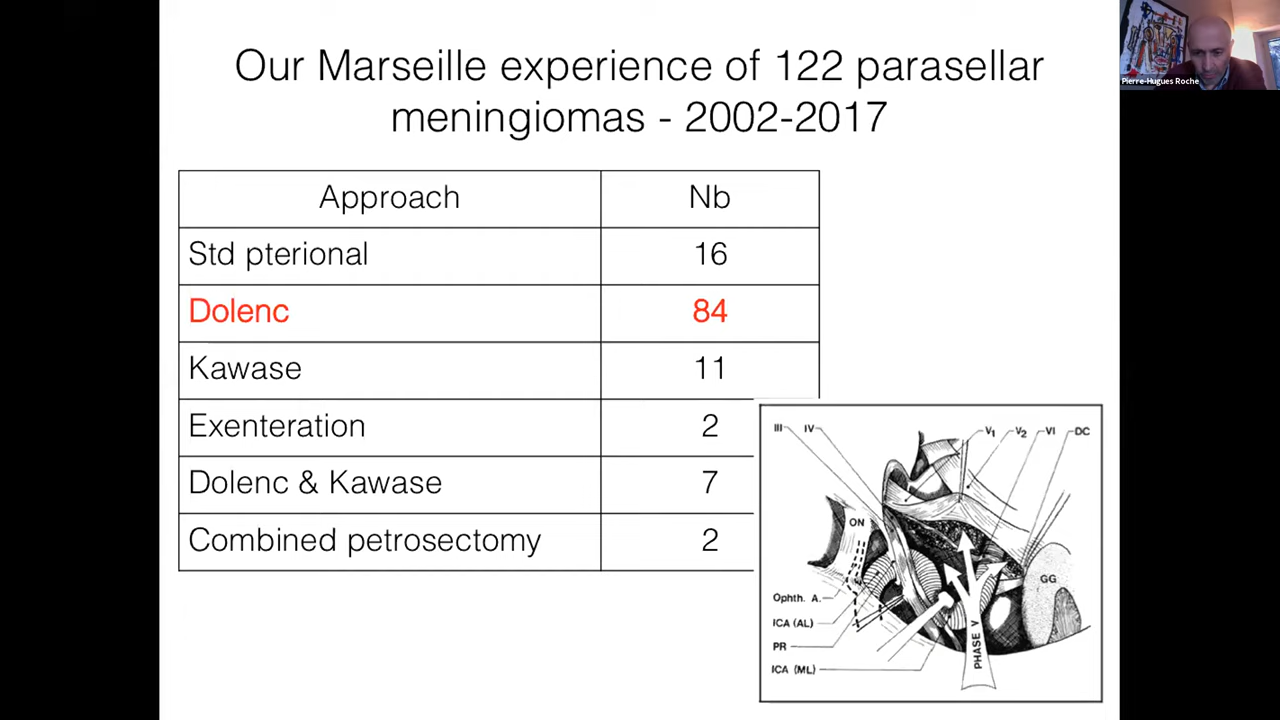 Our Marseille experience of 122 parasellar
meningiomas - 2002-2017
Pierre-Hugues Roche
Approach Nb
Std pterional 16
Dolenc 84
Kawase 11
Exenteration 2
Dolenc & Kawase 7
Combined petrosectomy 2
III IV V1 V2 VI DC
ON
GG
Ophth. A.
ICA (AL)
PR
ICA (ML)
PHASE V